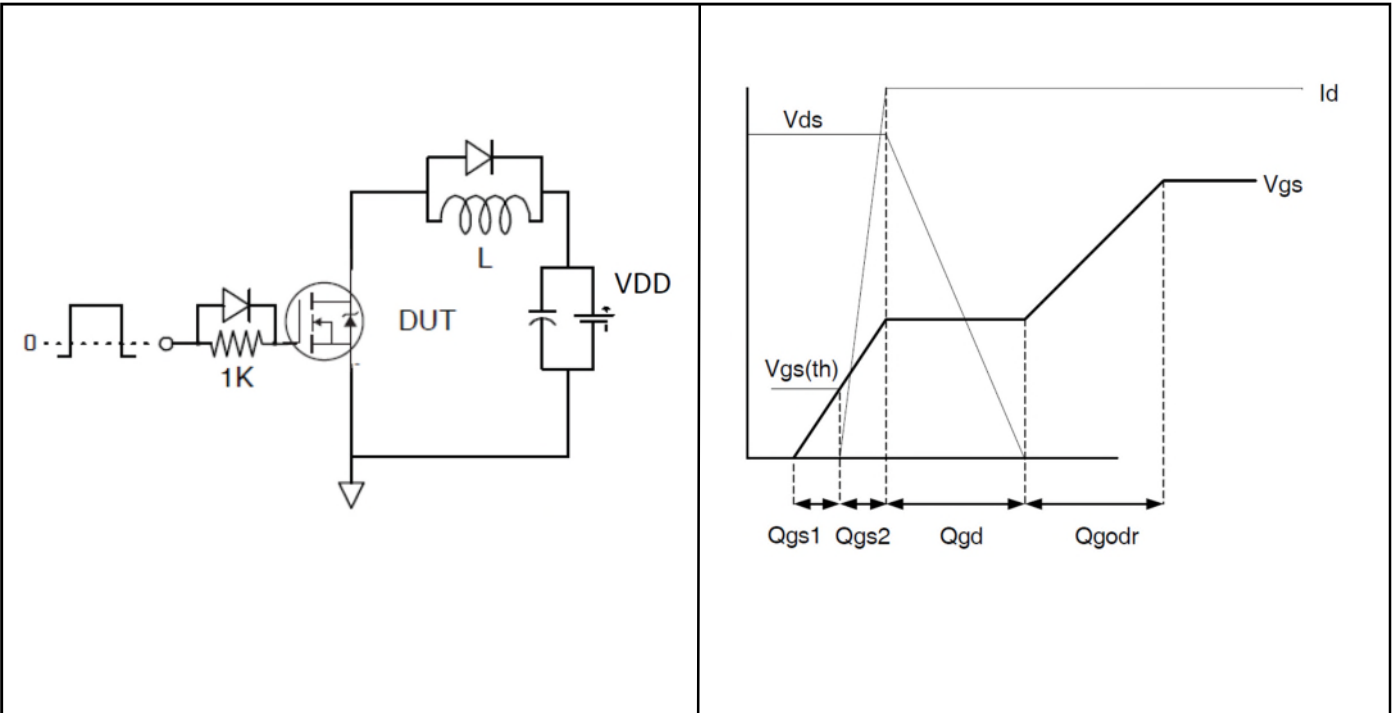 L
VDD
DUT
0
1K
Id
Vds
Vgs
Vgs(th)
Qgs1 Qgs2 Qgd Qgodr